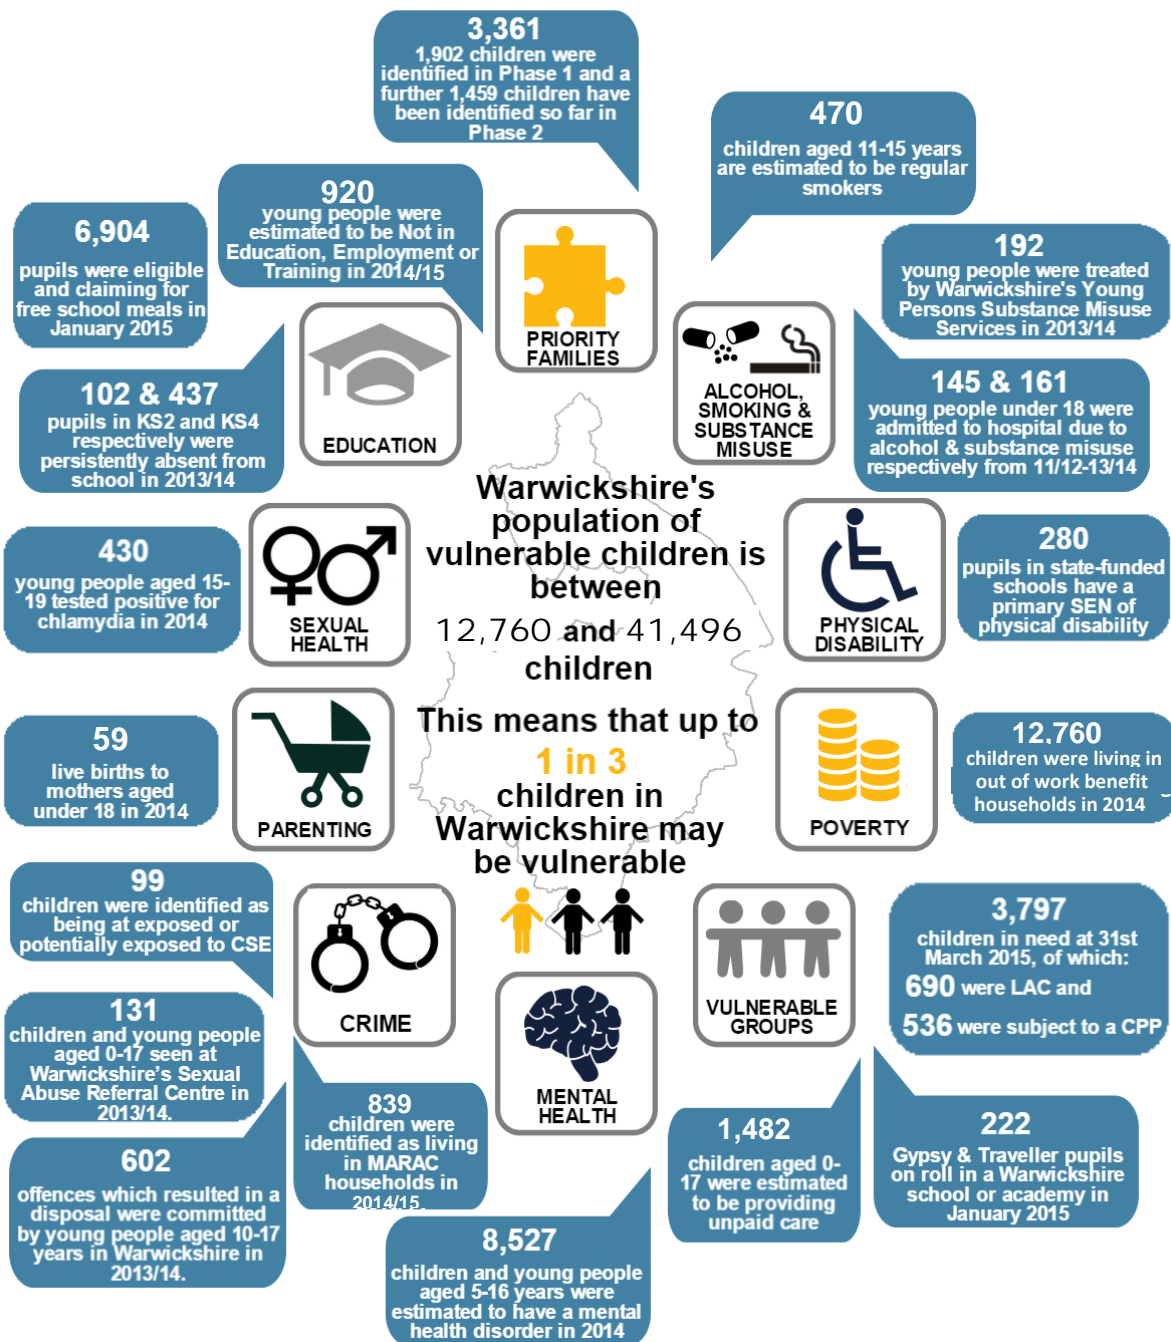 3,361
1,902 children were
identified in Phase 1 and a
further 1,459 children have
been identified so far in
Phase 2
470
children aged 11-15 years
are estimated to be regular
smokers
920
young people were
estimated to be Not in
Education, Employment or
Training in 2014/15
6,904
pupils were eligible
and claiming for
free school meals in
January 2015
192
young people were treated
by Warwickshire's Young
Persons Substance Misuse
Services in 2013/14
PRIORITY
FAMILIES
EDUCATION
ALCOHOL,
SMOKING &
SUBSTANCE
MISUSE
102 & 437
pupils in KS2 and KS4
respectively were
persistently absent from
school in 2013/14
145 & 161
young people under 18 were
admitted to hospital due to
alcohol & substance misuse
respectively from 11/12-13/14
Warwickshire's
population of
vulnerable children is
between
12,760 and 41,496
children
This means that up to
1 in 3
children in
Warwickshire may
be vulnerable
430
young people aged 15-
19 tested positive for
chlamydia in 2014
SEXUAL
HEALTH
PHYSICAL
DISABILITY
280
pupils in state-funded
schools have a
primary SEN of
physical disability
59
live births to
mothers aged
under 18 in 2014
PARENTING
POVERTY
12,760
children were living in
out of work benefit
households in 2014
99
children were identified as
being at exposed or
potentially exposed to CSE
CRIME
VULNERABLE
GROUPS
3,797
children in need at 31st
March 2015, of which:
690 were LAC and
536 were subject to a CPP
131
children and young people
aged 0-17 seen at
Warwickshire’s Sexual
Abuse Referral Centre in
2013/14.
MENTAL
HEALTH
839
children were
identified as living
in MARAC
households in
2014/15.
1,482
children aged 0-
17 were estimated
to be providing
unpaid care
222
Gypsy & Traveller pupils
on roll in a Warwickshire
school or academy in
January 2015
602
offences which resulted in a
disposal were committed
by young people aged 10-17
years in Warwickshire in
2013/14.
8,527
children and young people
aged 5-16 years were
estimated to have a mental
health disorder in 2014